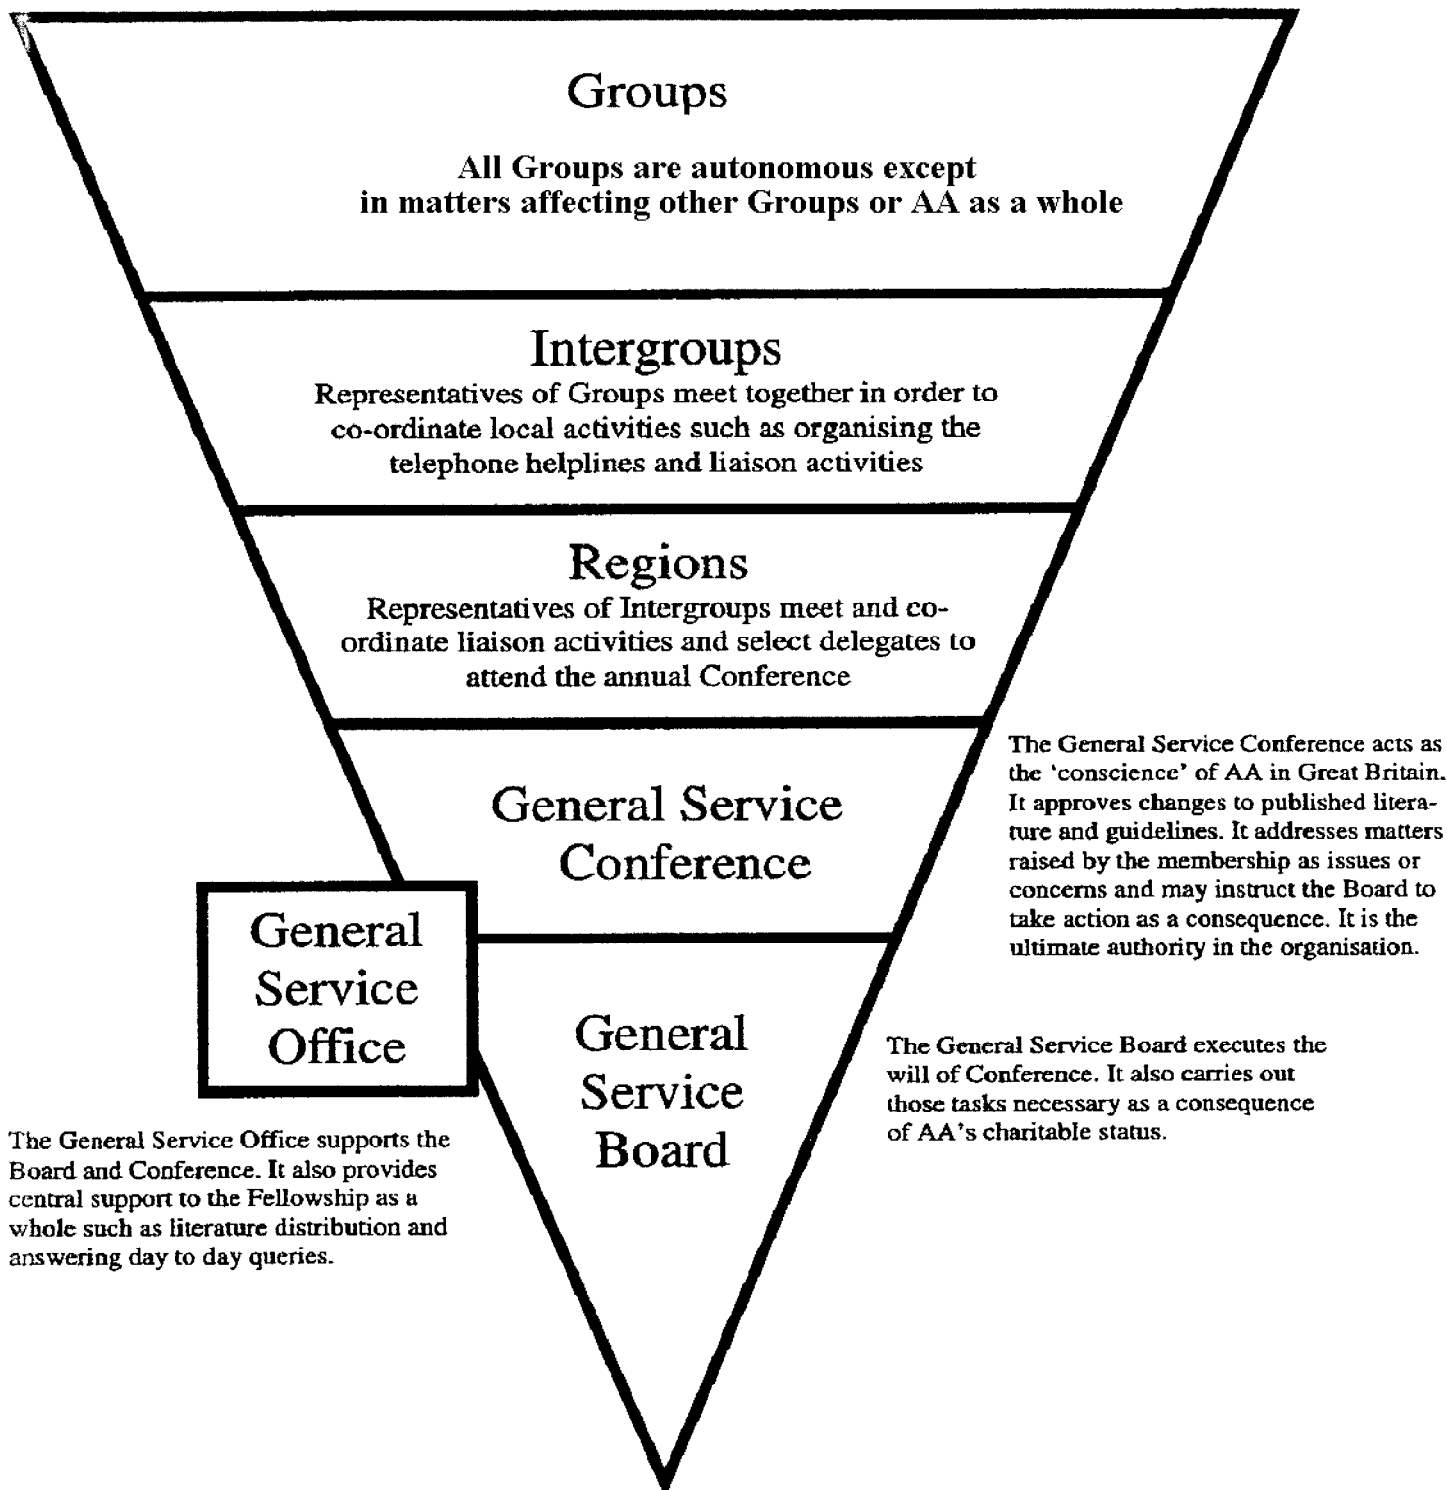 Groups
All Groups are autonomous except
in matters affecting other Groups or AA as a whole
Intergroups
Representatives of Groups meet together in order to
co-ordinate local activities such as organising the
telephone helplines and liaison activities
Regions
Representatives of Intergroups meet and co-
ordinate liaison activities and select delegates to
attend the annual Conference
General Service
Conference
The General Service Conference acts as
the ‘conscience’ of AA in Great Britain.
It approves changes to published litera-
ture and guidelines. It addresses matters
raised by the membership as issues or
concerns and may instruct the Board to
take action as a consequence. It is the
ultimate authority in the organisation.
General
Service
Office
The General Service Office supports the
Board and Conference. It also provides
central support to the Fellowship as a
whole such as literature distribution and
answering day to day queries.
General
Service
Board
The General Service Board executes the
will of Conference. It also carries out
those tasks necessary as a consequence
of AA’s charitable status.